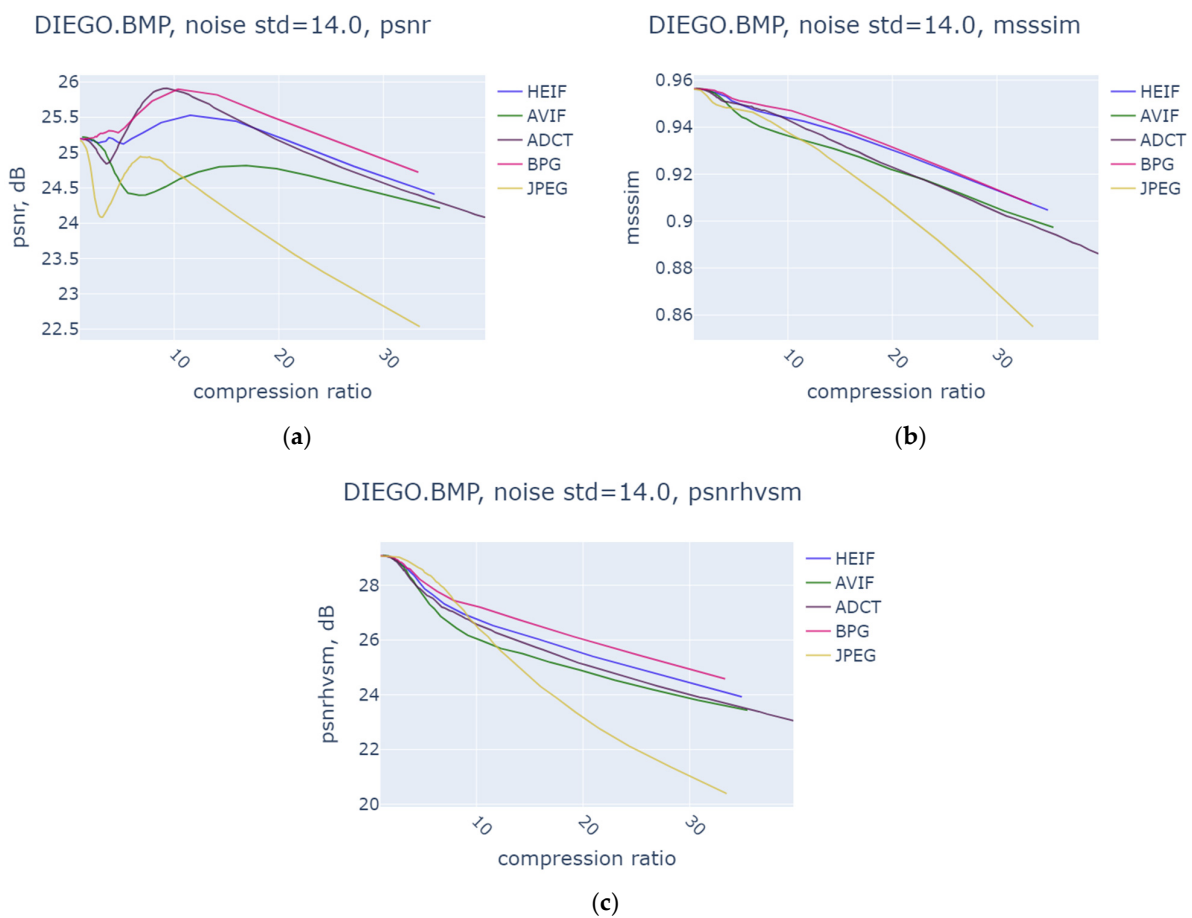 DIEGO.BMP, noise std=14.0, psnr
26
25.5
25
24.5
24
23.5
23
22.5
psnr, dB
10
20
30
compression ratio
HEIF
AVIF
ADCT
BPG
JPEG
(a)
DIEGO.BMP, noise std=14.0, msssim
0.96
0.94
0.92
0.9
0.88
0.86
msssim
10
20
30
compression ratio
HEIF
AVIF
ADCT
BPG
JPEG
(b)
DIEGO.BMP, noise std=14.0, psnrhvsm
28
26
24
22
20
psnrhvsm, dB
10
20
30
compression ratio
HEIF
AVIF
ADCT
BPG
JPEG
(c)